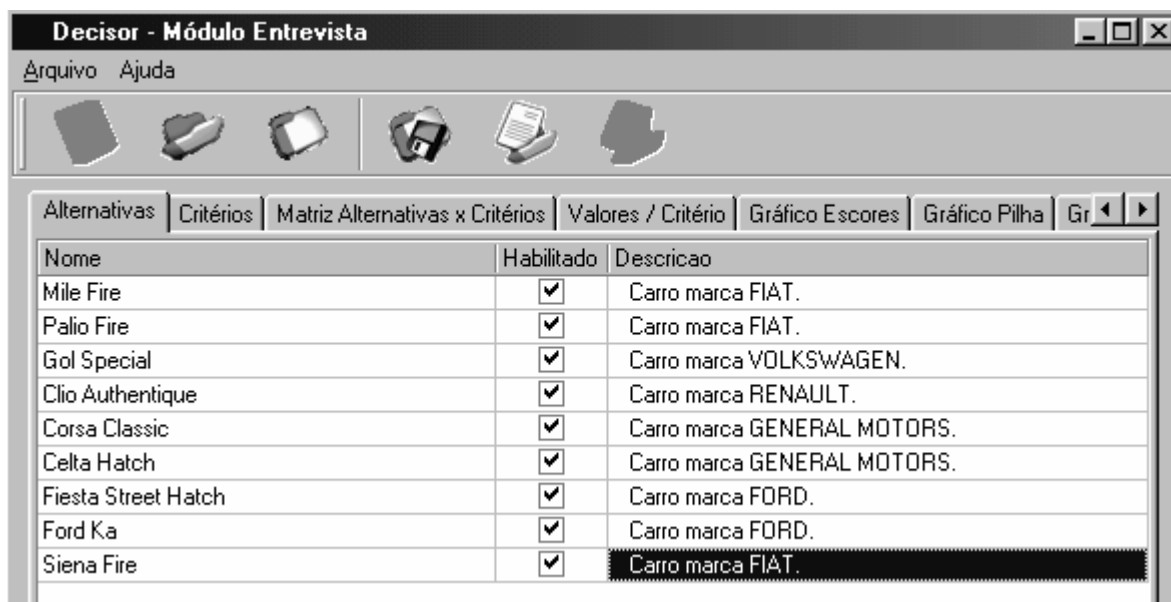 Decisor - Módulo Entrevista
Arquivo Ajuda
Alternativas Critérios Matriz Alternativas x Critérios Valores / Critério Gráfico Escores Gráfico Pilha Gr
Nome Habilitado Descricao
Mile Fire Carro marca FIAT.
Palio Fire Carro marca FIAT.
Gol Special Carro marca VOLKSWAGEN.
Clio Authentique Carro marca RENAULT.
Corsa Classic Carro marca GENERAL MOTORS.
Celta Hatch Carro marca GENERAL MOTORS.
Fiesta Street Hatch Carro marca FORD.
Ford Ka Carro marca FORD.
Siena Fire Carro marca FIAT.